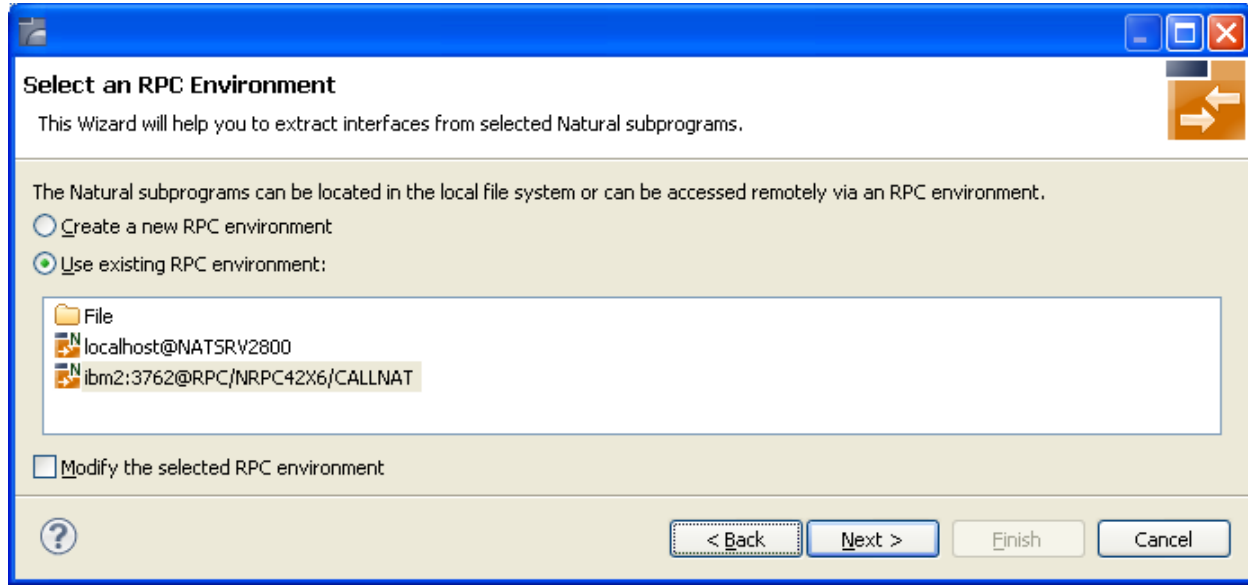 Select an RPC Environment
This Wizard will help you to extract interfaces from selected Natural subprograms.
The Natural subprograms can be located in the local file system or can be accessed remotely via an RPC environment.
Create a new RPC environment
Use existing RPC environment:
File
N localhost@NATSRV2800
N ibm2:3762@RPC/NRPC42X6/CALLNAT
Modify the selected RPC environment
? < Back Next > Finish Cancel